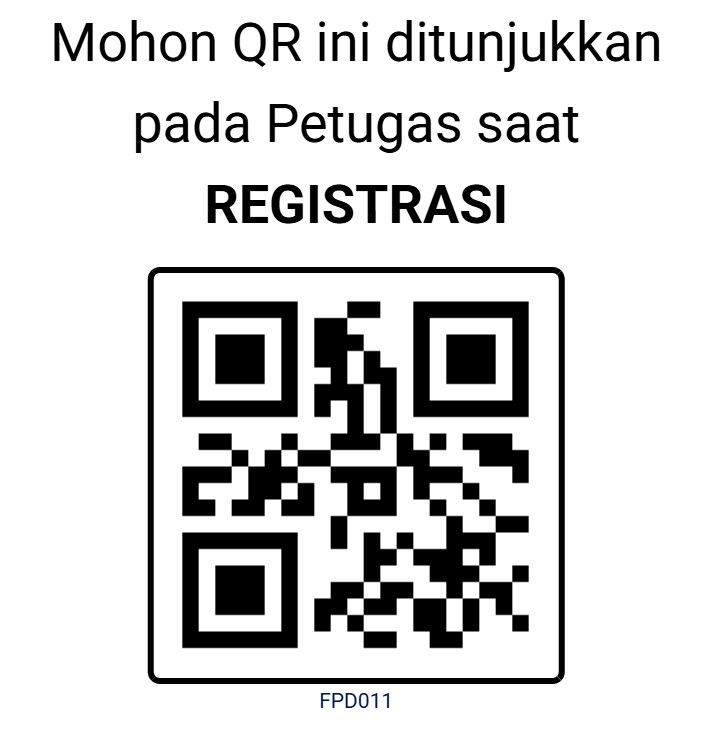 Mohon QR ini ditunjukkan
pada Petugas saat
REGISTRASI
FPD011